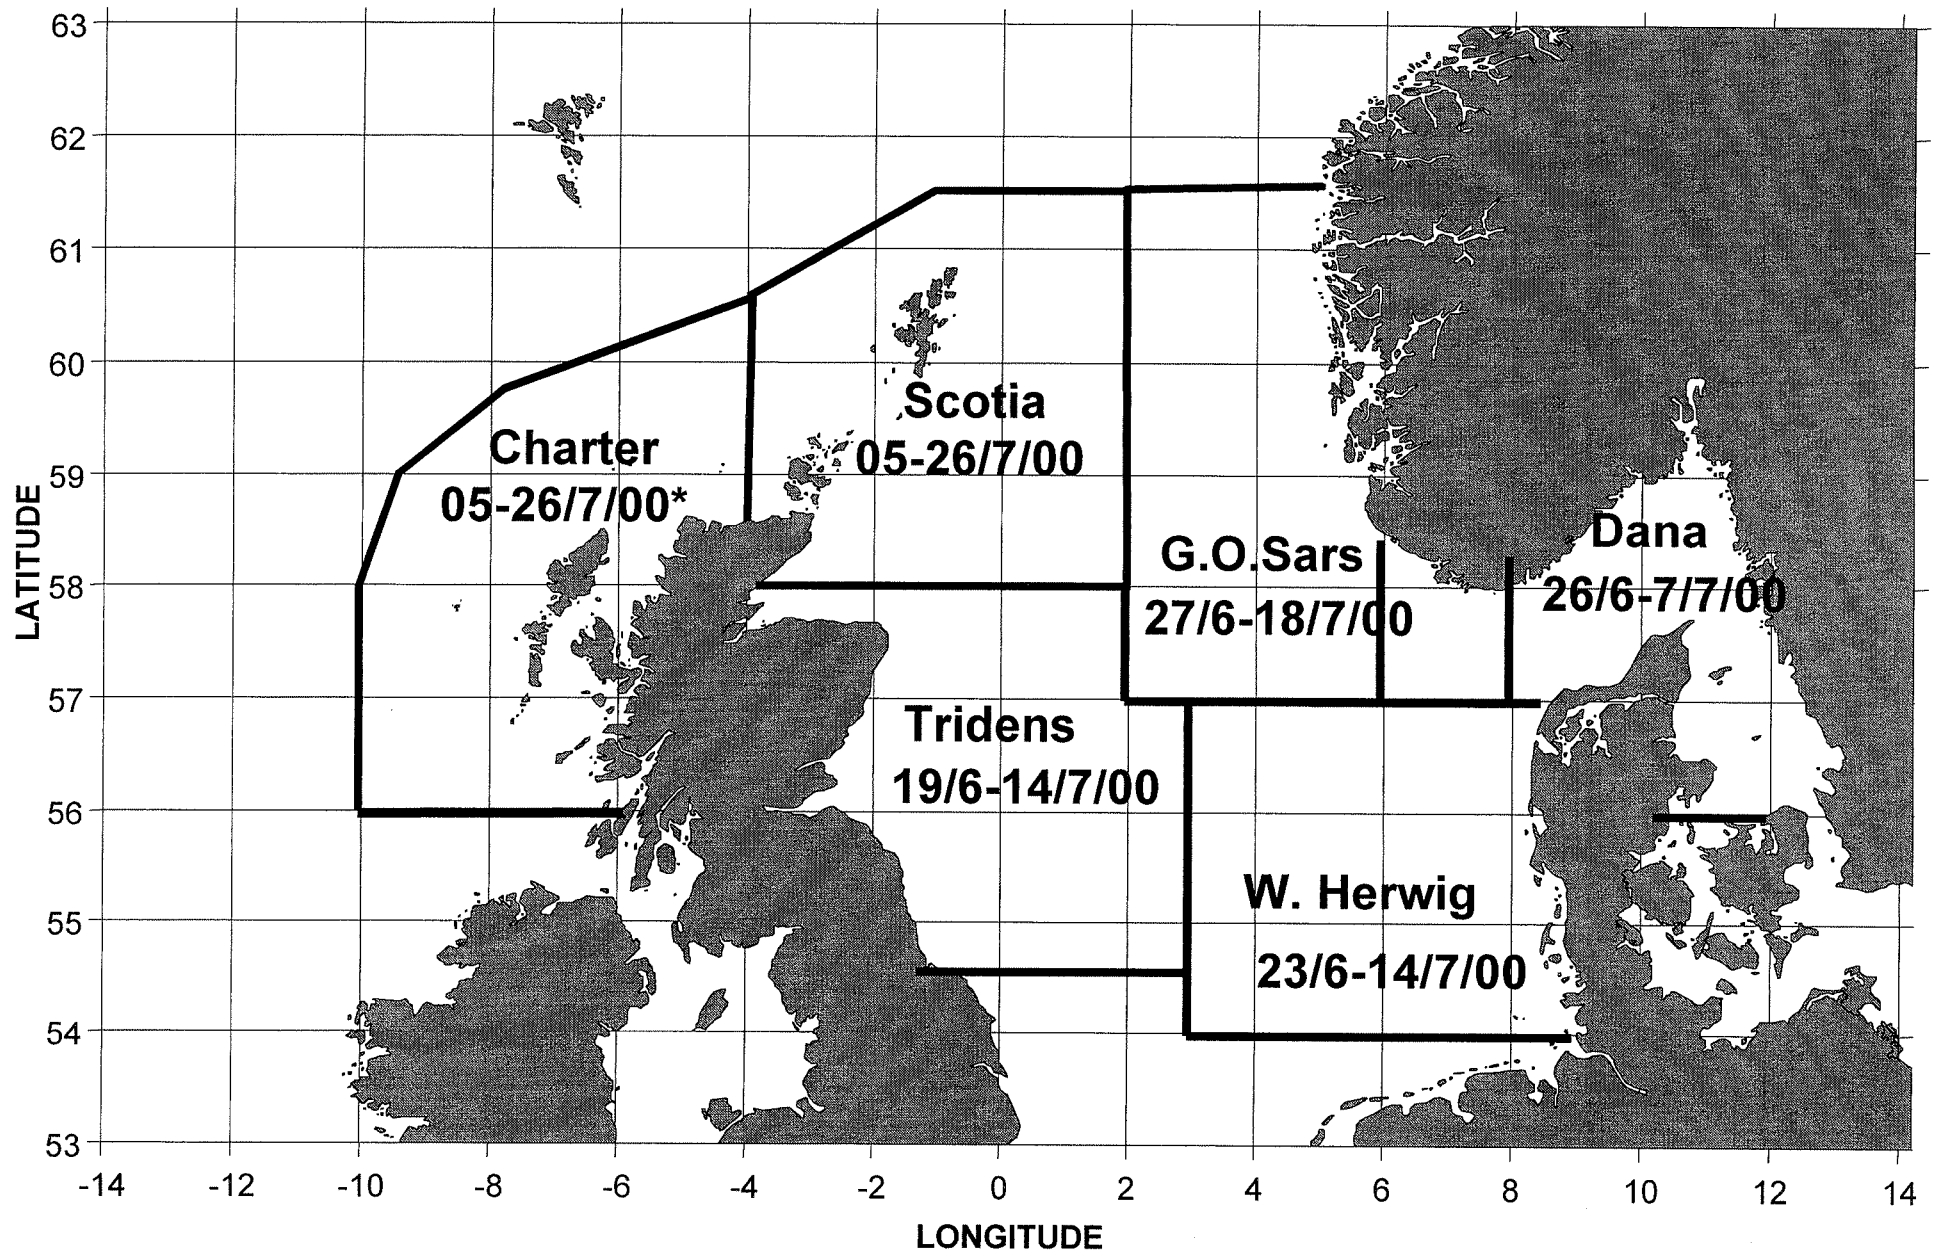 63
62
61
60
59
58
57
56
55
54
53
LATITUDE
Charter
05-26/7/00*
Scotia
05-26/7/00
G.O.Sars
27/6-18/7/00
Dana
26/6-7/7/00
Tridens
19/6-14/7/00
W. Herwig
23/6-14/7/00
-14 -12 -10 -8 -6 -4 -2 0 2 4 6 8 10 12 14
LONGITUDE